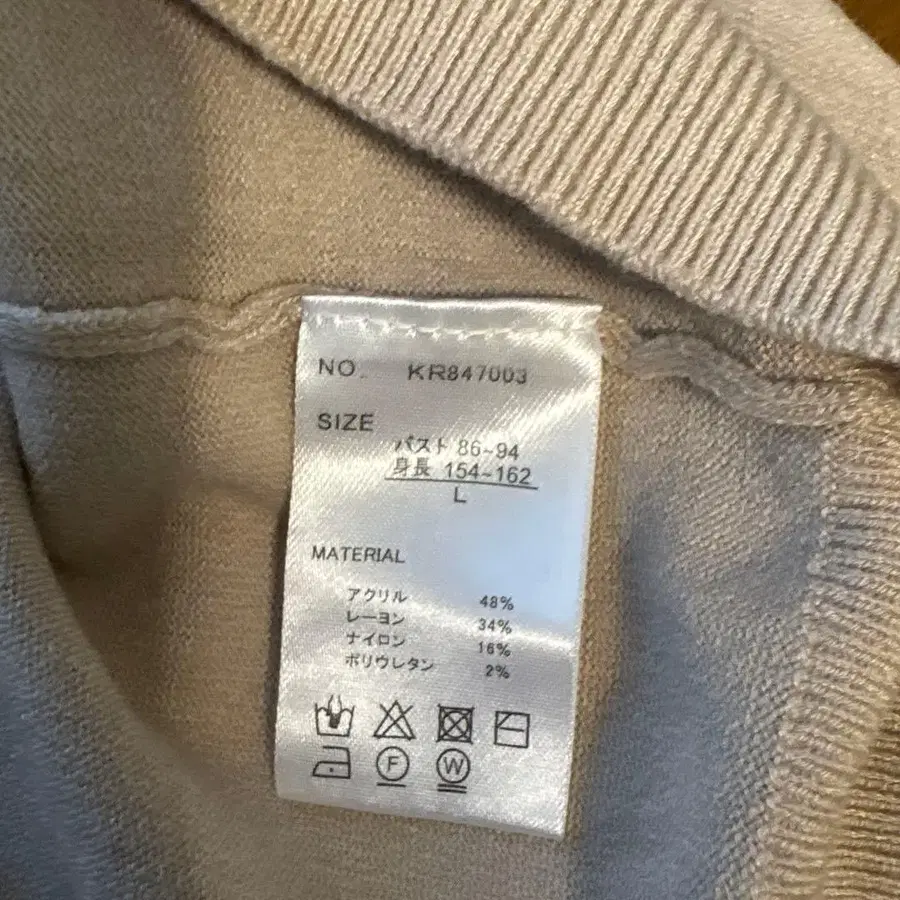 NO. KR847003
SIZE
バスト 86~94
身長 154~162
L
MATERIAL
アクリル 48%
レーヨン 34%
ナイロン 16%
ポリウレタン 2%
F W